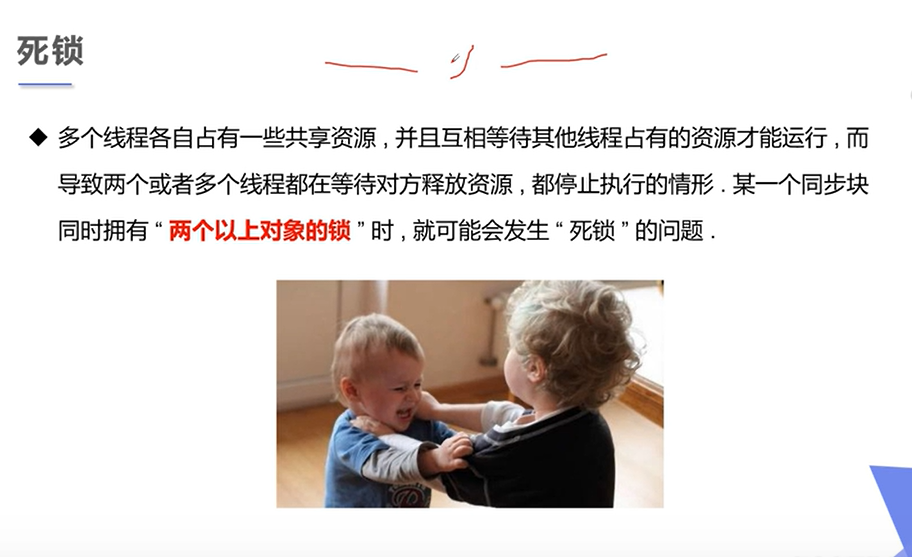 死锁
◆ 多个线程各自占有一些共享资源 , 并且互相等待其他线程占有的资源才能运行 , 而
导致两个或者多个线程都在等待对方释放资源 , 都停止执行的情形 . 某一个同步块
同时拥有 “ 两个以上对象的锁 ” 时 , 就可能会发生 “ 死锁 ” 的问题 .